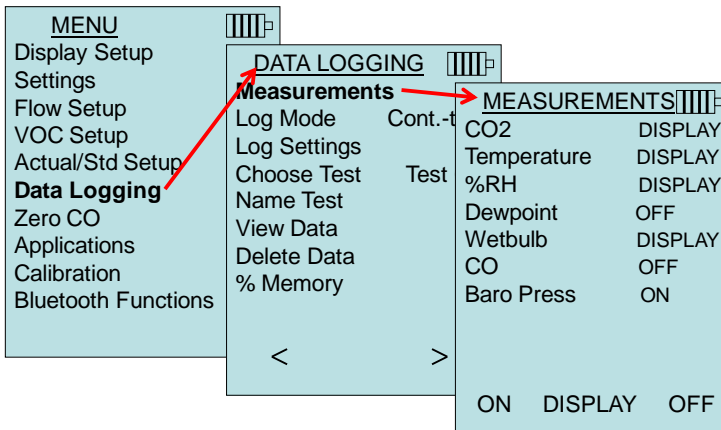 MENU
Display Setup
Settings
Flow Setup
VOC Setup
Actual/Std Setup
Data Logging
Zero CO
Applications
Calibration
Bluetooth Functions
DATA LOGGING
Measurements
Log Mode Cont.-t
Log Settings
Choose Test Test
Name Test
View Data
Delete Data
% Memory
< >
MEASUREMENTS
CO2 DISPLAY
Temperature DISPLAY
%RH DISPLAY
Dewpoint OFF
Wetbulb DISPLAY
CO OFF
Baro Press ON
ON DISPLAY OFF